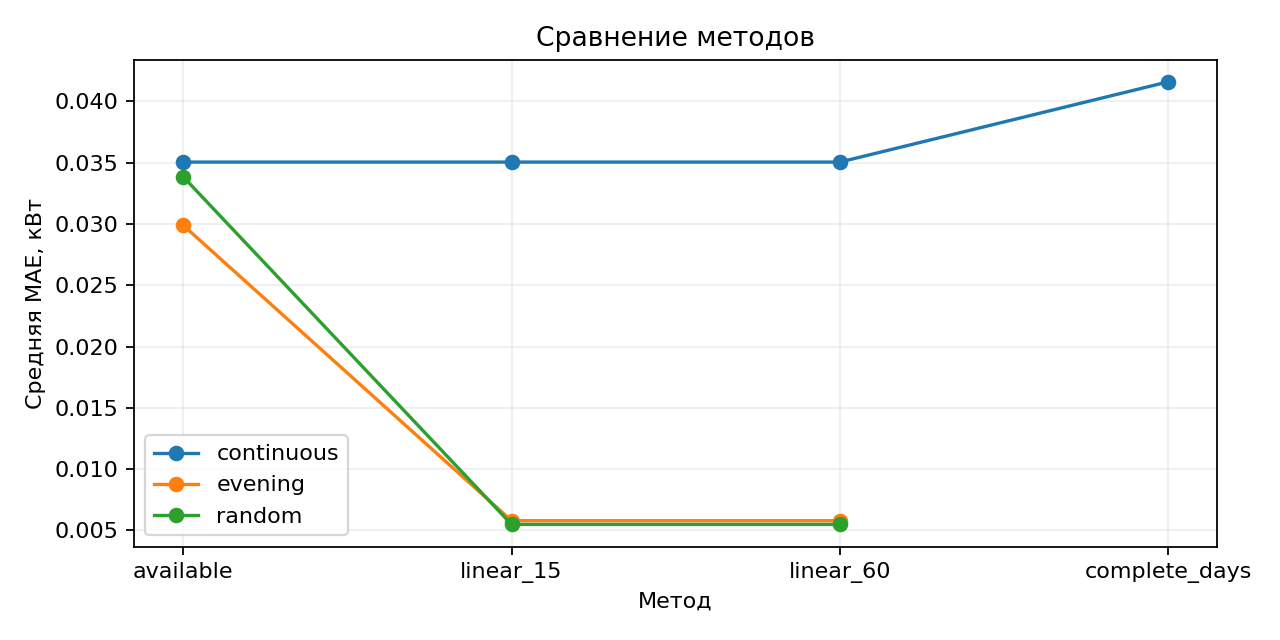 Сравнение методов
Средняя MAE, кВт
0.040
0.035
0.030
0.025
0.020
0.015
0.010
0.005
continuous
evening
random
available linear_15 linear_60 complete_days
Метод